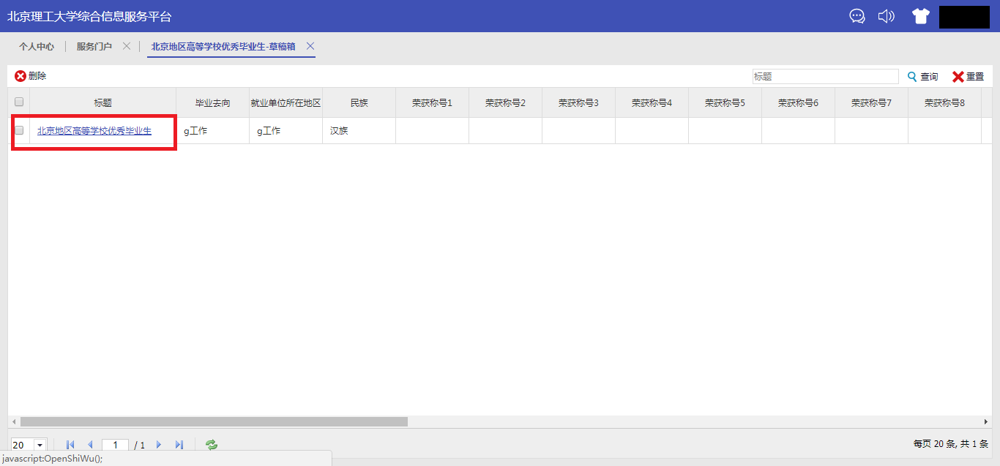 北京理工大学综合信息服务平台
个人中心 服务门户 北京地区高等学校优秀毕业生-草稿箱
删除 标题 查询 重置
标题 毕业去向 就业单位所在地区 民族 荣获称号1 荣获称号2 荣获称号3 荣获称号4 荣获称号5 荣获称号6 荣获称号7 荣获称号8
北京地区高等学校优秀毕业生 g工作 g工作 汉族
20 1 / 1 每页 20 条, 共 1 条
javascript:OpenShiWu();